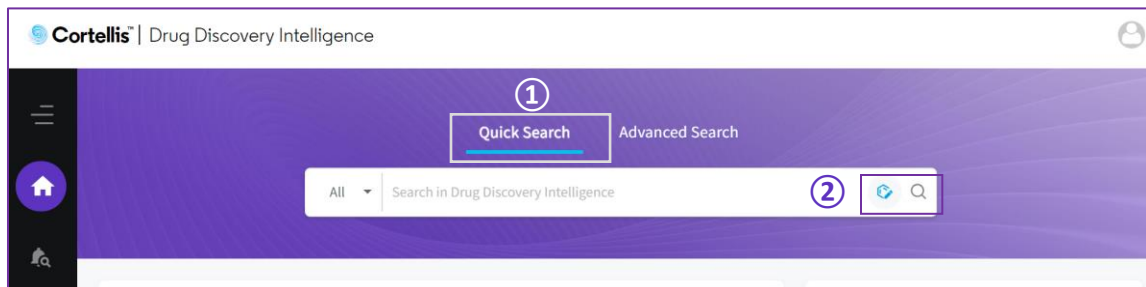 Cortellis™ | Drug Discovery Intelligence
①
Quick Search Advanced Search
All Search in Drug Discovery Intelligence ②